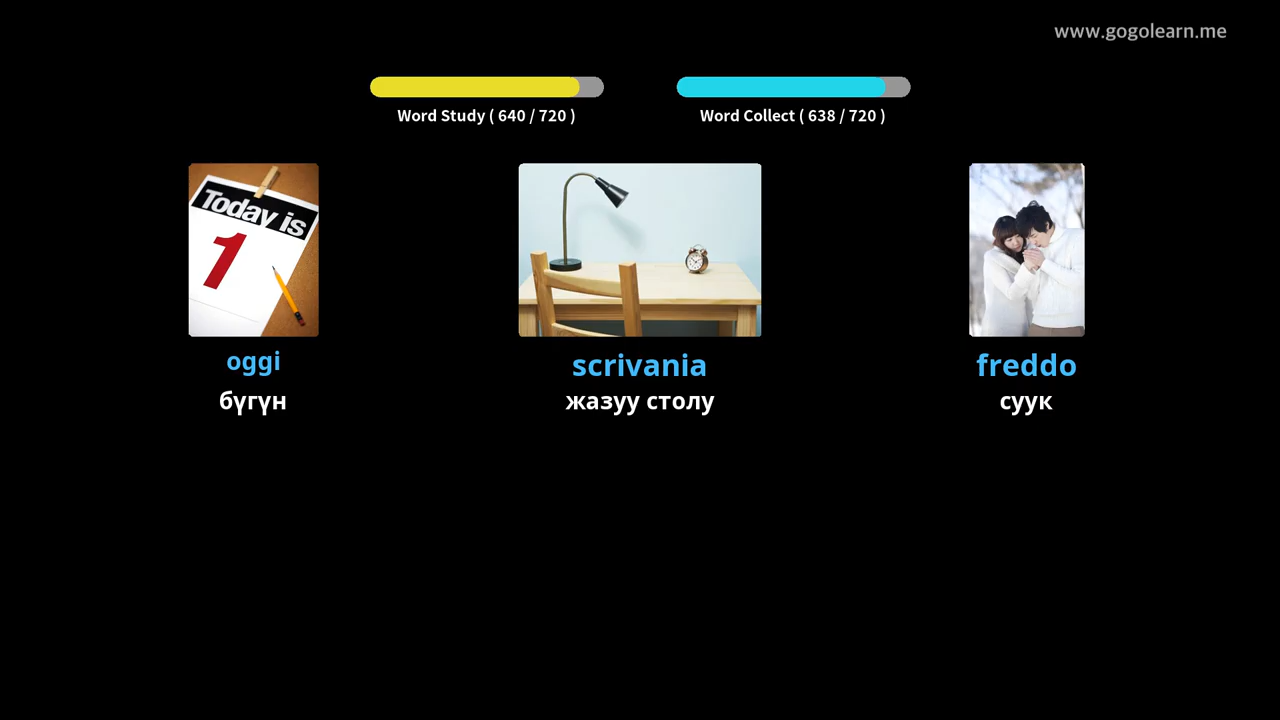 www.gogolearn.me
Word Study ( 640 / 720 )
Word Collect ( 638 / 720 )
Today is
1
oggi
scrivania
freddo
бүгүн
жазуу столу
суук